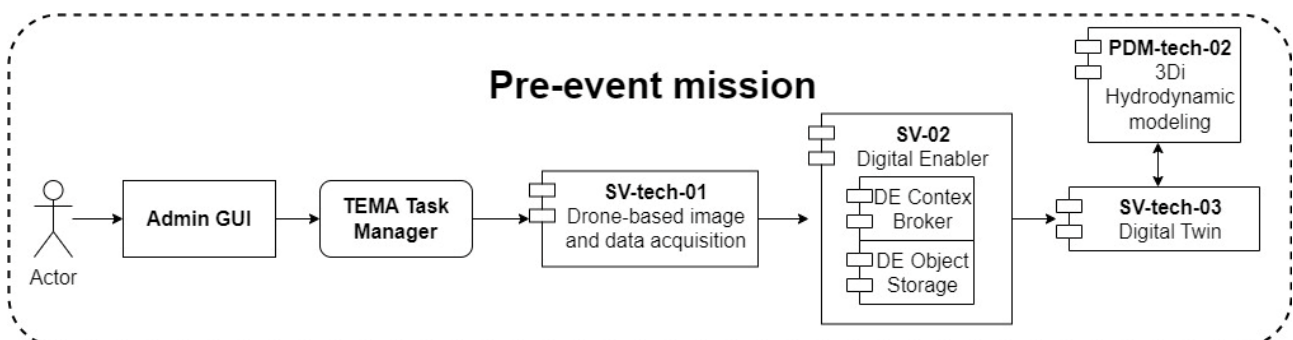 Pre-event mission
Actor
Admin GUI
TEMA Task
Manager
SV-tech-01
Drone-based image
and data acquisition
SV-02
Digital Enabler
DE Contex
Broker
DE Object
Storage
PDM-tech-02
3Di
Hydrodynamic
modeling
SV-tech-03
Digital Twin